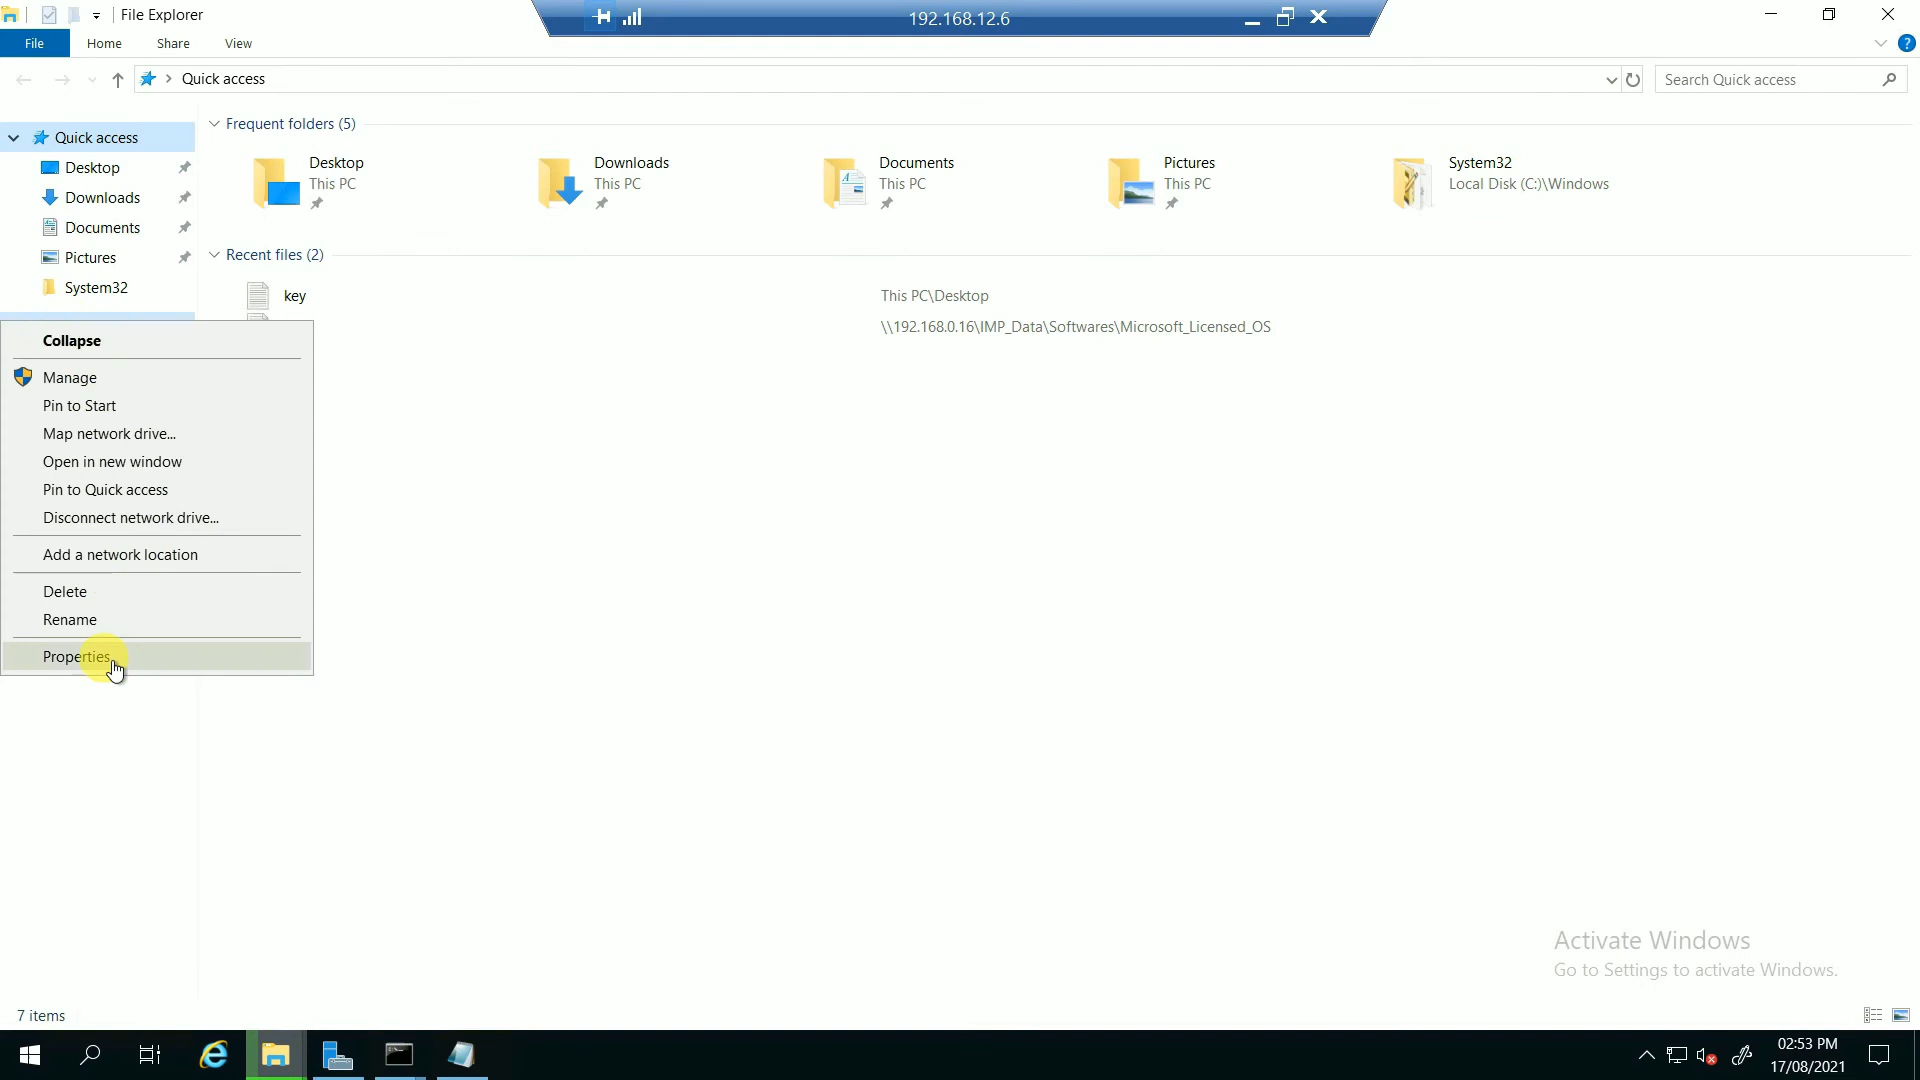 File Explorer
192.168.12.6
File
Home
Share
View
?
Quick access
Search Quick access
Quick access
Desktop
Downloads
Documents
Pictures
System32
Frequent folders (5)
Desktop
This PC
Downloads
This PC
Documents
This PC
Pictures
This PC
System32
Local Disk (C:)\Windows
Recent files (2)
key
This PC\Desktop
\\192.168.0.16\IMP_Data\Softwares\Microsoft_Licensed_OS
Collapse
Manage
Pin to Start
Map network drive...
Open in new window
Pin to Quick access
Disconnect network drive...
Add a network location
Delete
Rename
Properties
Activate Windows
Go to Settings to activate Windows.
7 items
02:53 PM
17/08/2021